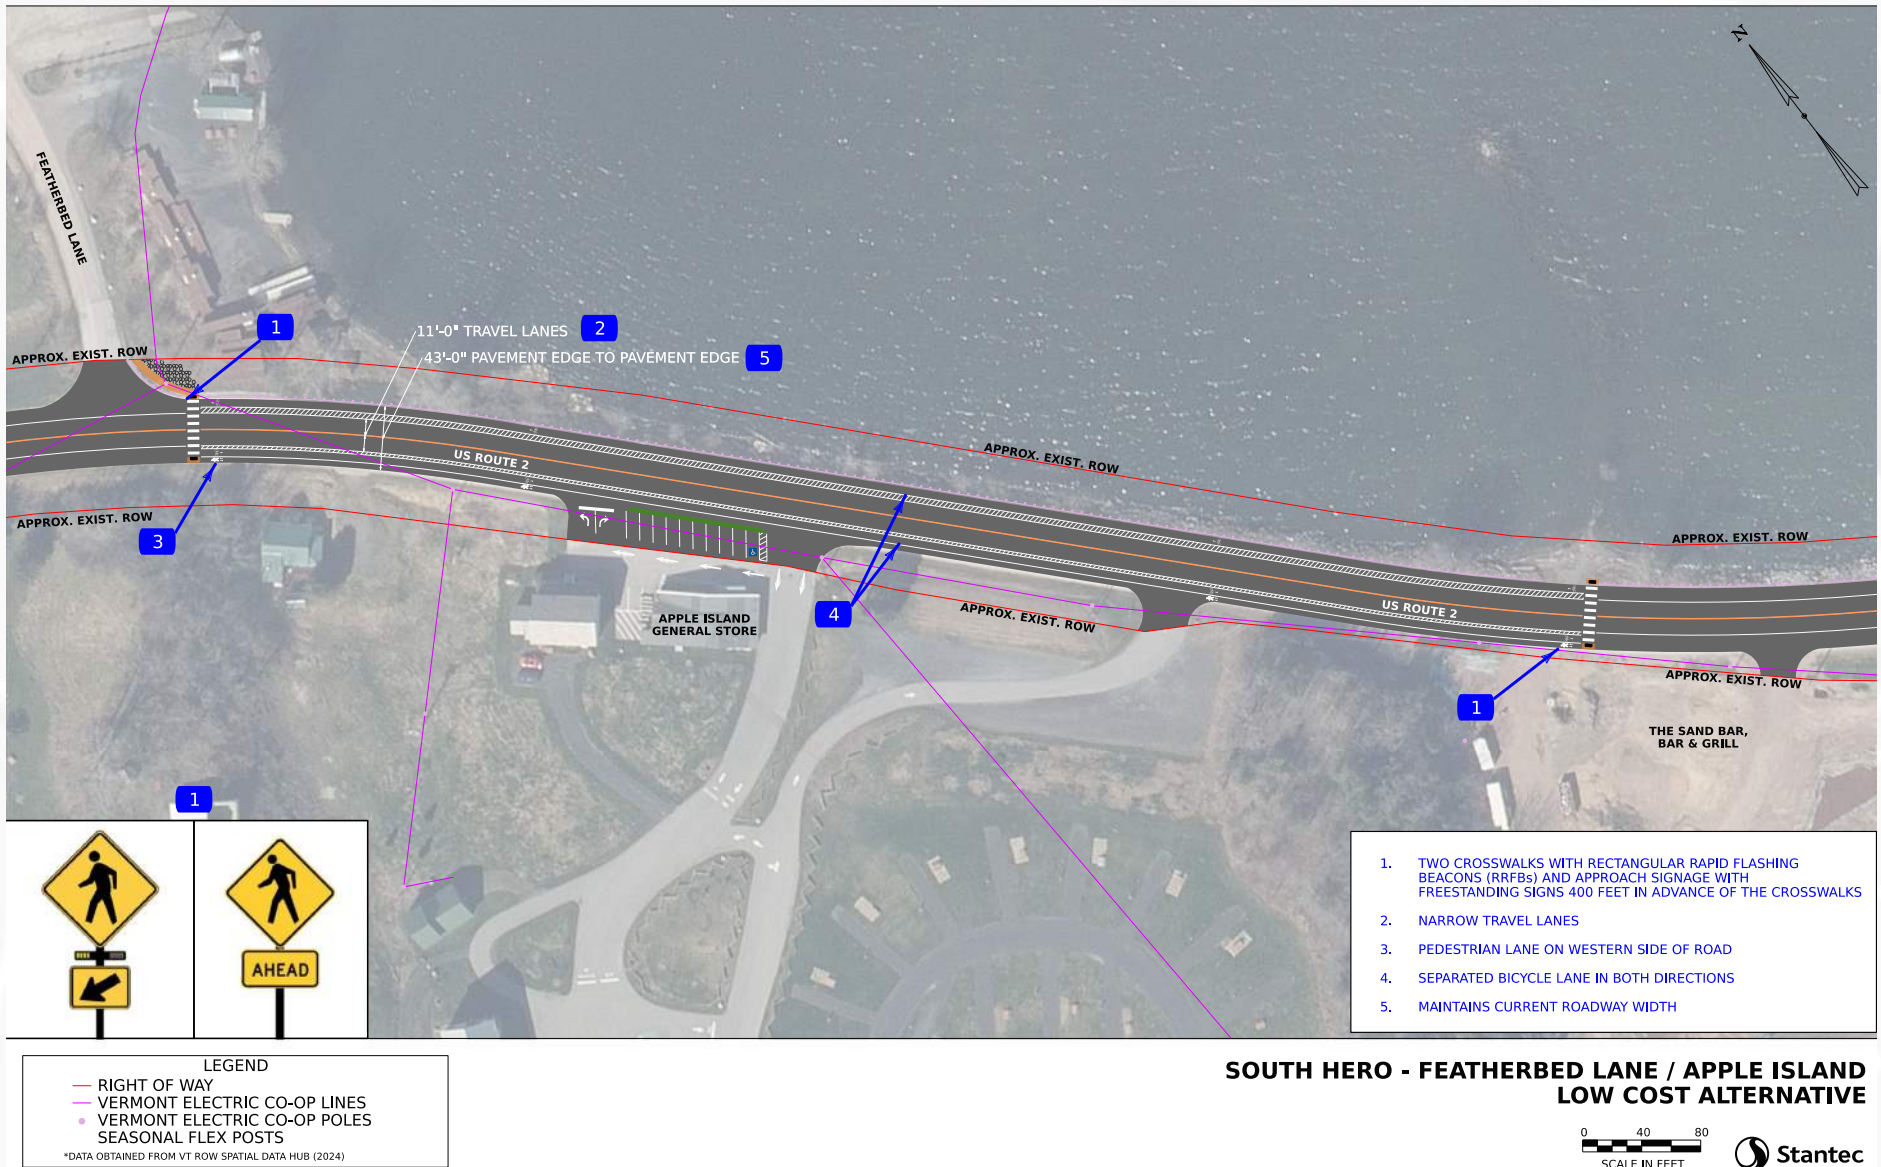 N
FEATHERBED LANE
1
11'-0" TRAVEL LANES 2
43'-0" PAVEMENT EDGE TO PAVEMENT EDGE 5
APPROX. EXIST. ROW
APPROX. EXIST. ROW
US ROUTE 2
APPROX. EXIST. ROW
APPROX. EXIST. ROW
3
4
APPLE ISLAND
GENERAL STORE
APPROX. EXIST. ROW
US ROUTE 2
APPROX. EXIST. ROW
1
THE SAND BAR,
BAR & GRILL
1
AHEAD
1. TWO CROSSWALKS WITH RECTANGULAR RAPID FLASHING
BEACONS (RRFBs) AND APPROACH SIGNAGE WITH
FREESTANDING SIGNS 400 FEET IN ADVANCE OF THE CROSSWALKS
2. NARROW TRAVEL LANES
3. PEDESTRIAN LANE ON WESTERN SIDE OF ROAD
4. SEPARATED BICYCLE LANE IN BOTH DIRECTIONS
5. MAINTAINS CURRENT ROADWAY WIDTH
LEGEND
RIGHT OF WAY
VERMONT ELECTRIC CO-OP LINES
VERMONT ELECTRIC CO-OP POLES
SEASONAL FLEX POSTS
*DATA OBTAINED FROM VT ROW SPATIAL DATA HUB (2024)
SOUTH HERO - FEATHERBED LANE / APPLE ISLAND
LOW COST ALTERNATIVE
0 40 80
SCALE IN FEET
Stantec